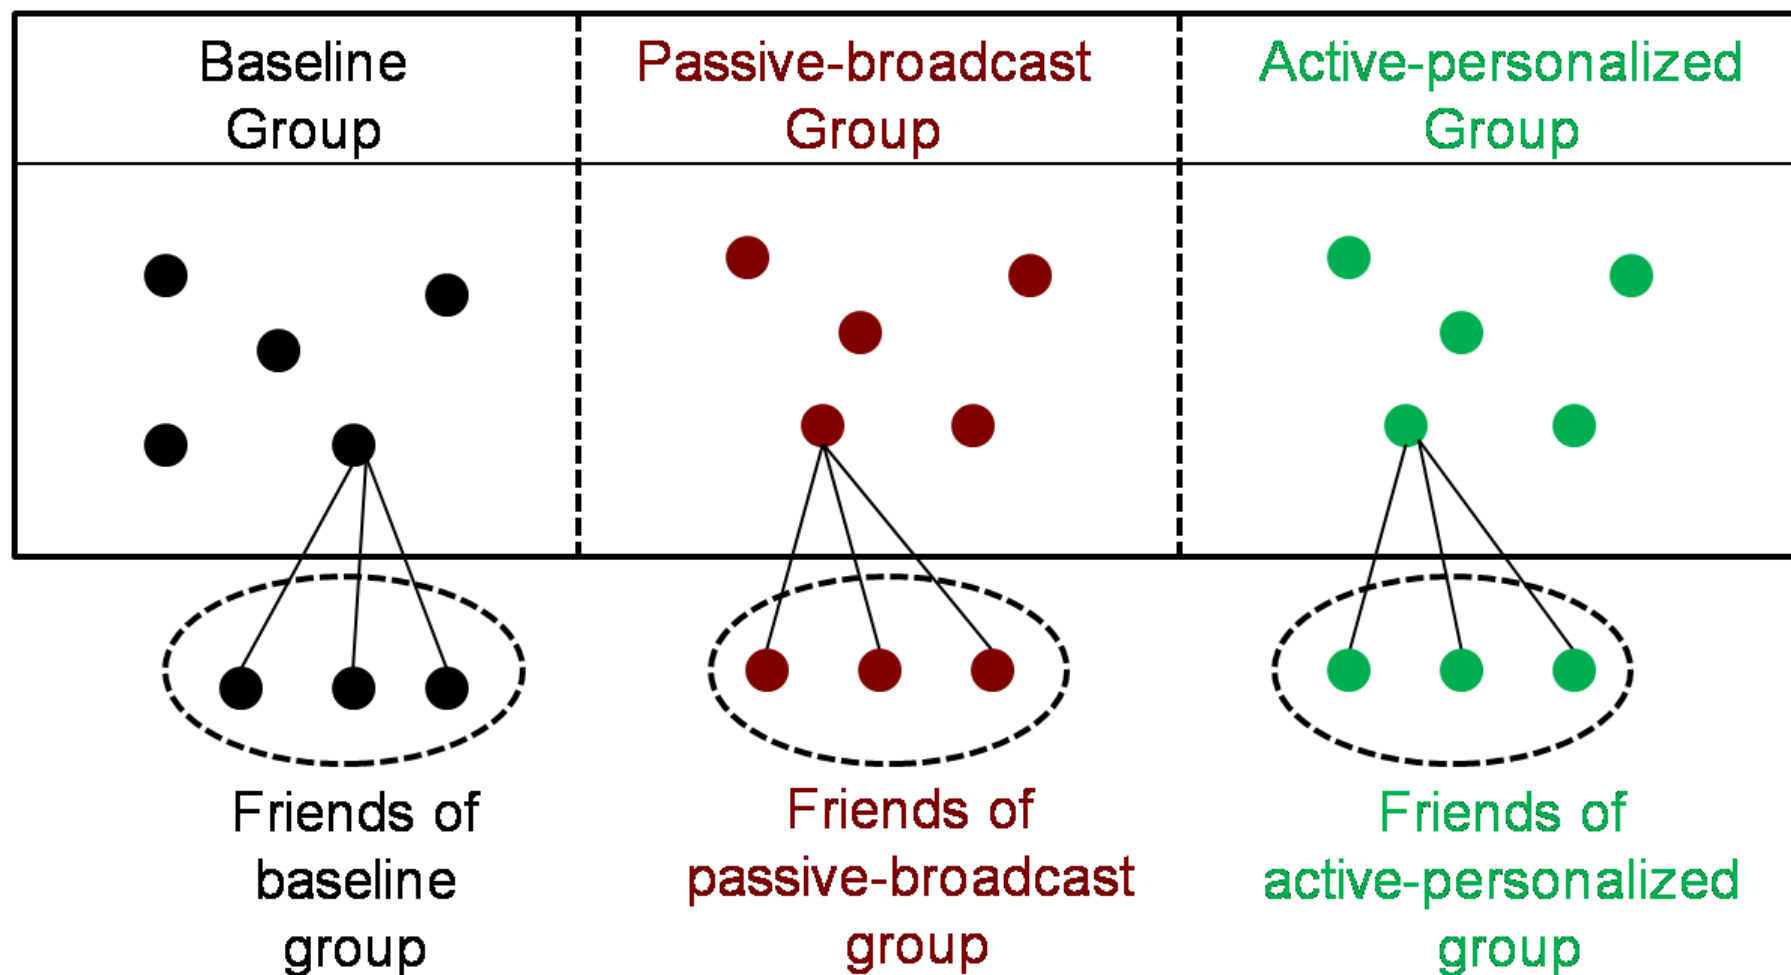 Baseline
Group
Passive-broadcast
Group
Active-personalized
Group
Friends of
baseline
group
Friends of
passive-broadcast
group
Friends of
active-personalized
group